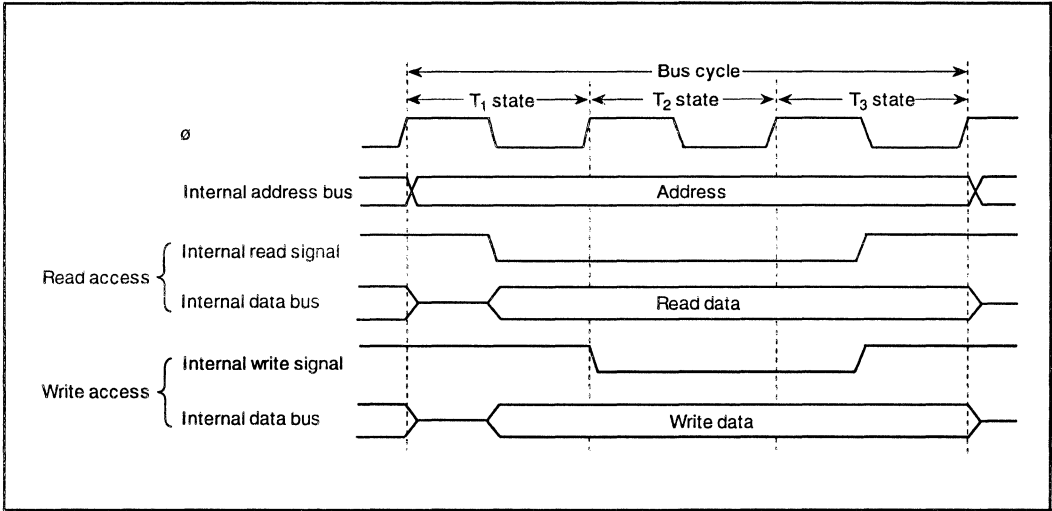 Bus cycle
T₁ state
T₂ state
T₃ state
ø
Internal address bus
Address
Read access
Internal read signal
Internal data bus
Read data
Write access
Internal write signal
Internal data bus
Write data